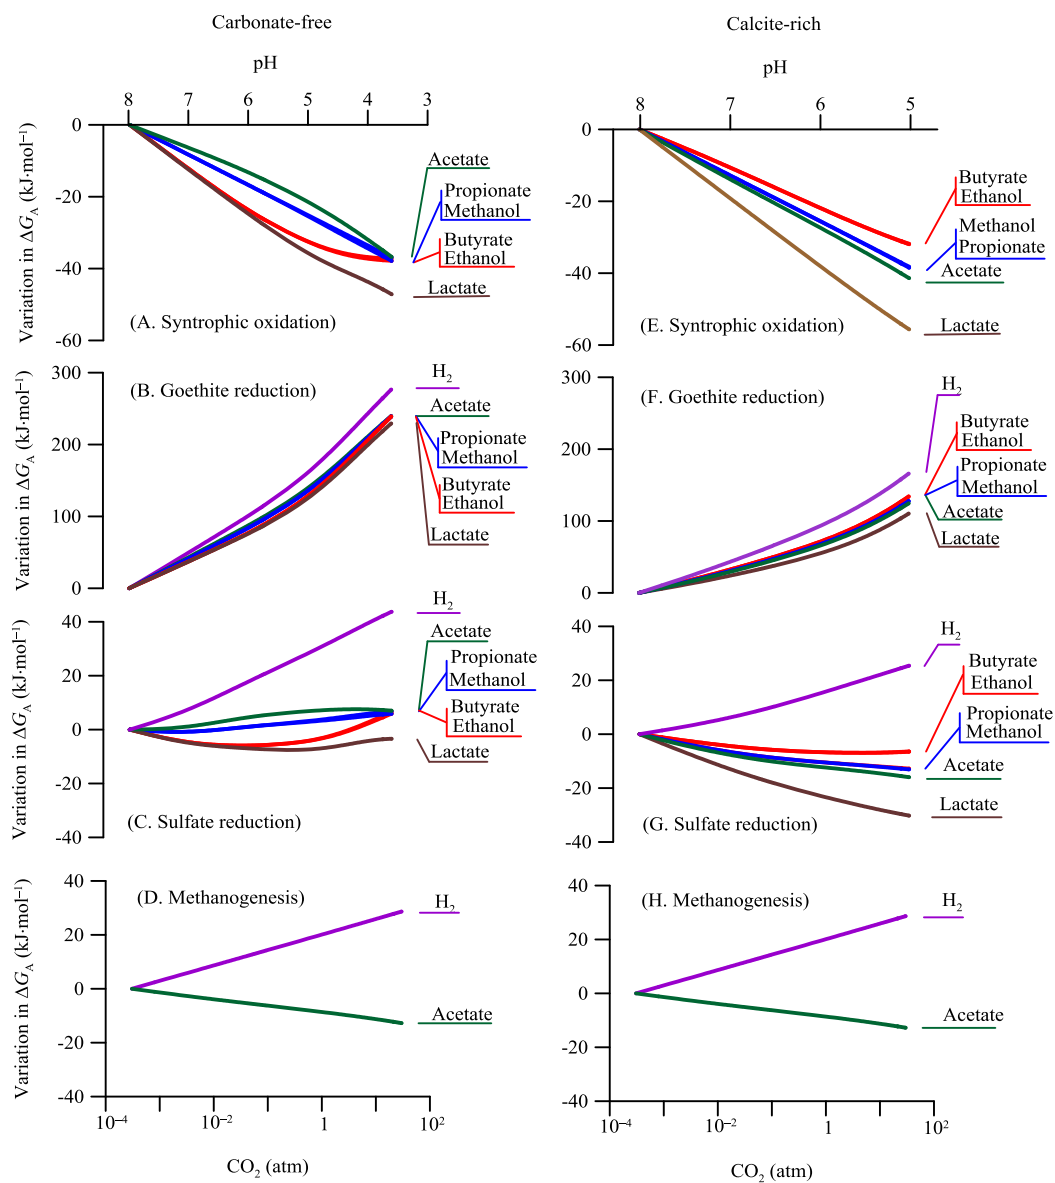 Carbonate-free
Calcite-rich
pH
8 7 6 5 4 3
0
-20
-40
-60
Variation in ΔG_A (kJ·mol⁻¹)
Acetate
Propionate
Methanol
Butyrate
Ethanol
Lactate
(A. Syntrophic oxidation)
pH
8 7 6 5
0
-20
-40
-60
Butyrate
Ethanol
Methanol
Propionate
Acetate
Lactate
(E. Syntrophic oxidation)
300
200
100
0
Variation in ΔG_A (kJ·mol⁻¹)
(B. Goethite reduction)
H₂
Acetate
Propionate
Methanol
Butyrate
Ethanol
Lactate
300
200
100
0
(F. Goethite reduction)
H₂
Butyrate
Ethanol
Propionate
Methanol
Acetate
Lactate
40
20
0
-20
-40
Variation in ΔG_A (kJ·mol⁻¹)
H₂
Acetate
Propionate
Methanol
Butyrate
Ethanol
Lactate
(C. Sulfate reduction)
40
20
0
-20
-40
H₂
Butyrate
Ethanol
Propionate
Methanol
Acetate
Lactate
(G. Sulfate reduction)
40
20
0
-20
-40
Variation in ΔG_A (kJ·mol⁻¹)
(D. Methanogenesis)
H₂
Acetate
10⁻⁴ 10⁻² 1 10²
CO₂ (atm)
40
20
0
-20
-40
(H. Methanogenesis)
H₂
Acetate
10⁻⁴ 10⁻² 1 10²
CO₂ (atm)